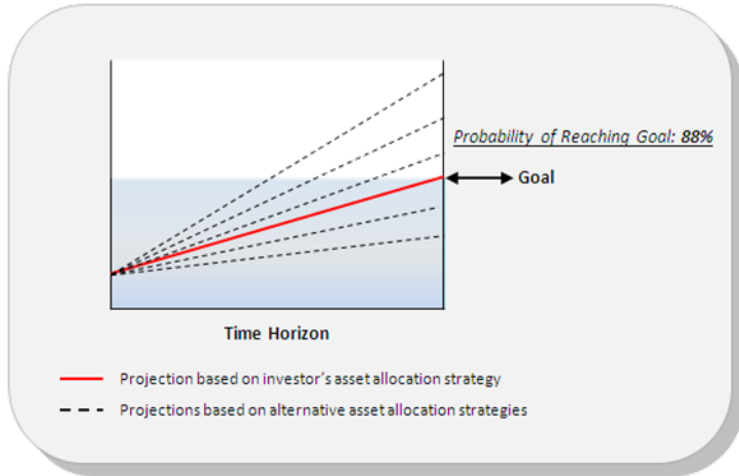 Probability of Reaching Goal: 88%
Goal
Time Horizon
Projection based on investor's asset allocation strategy
Projections based on alternative asset allocation strategies